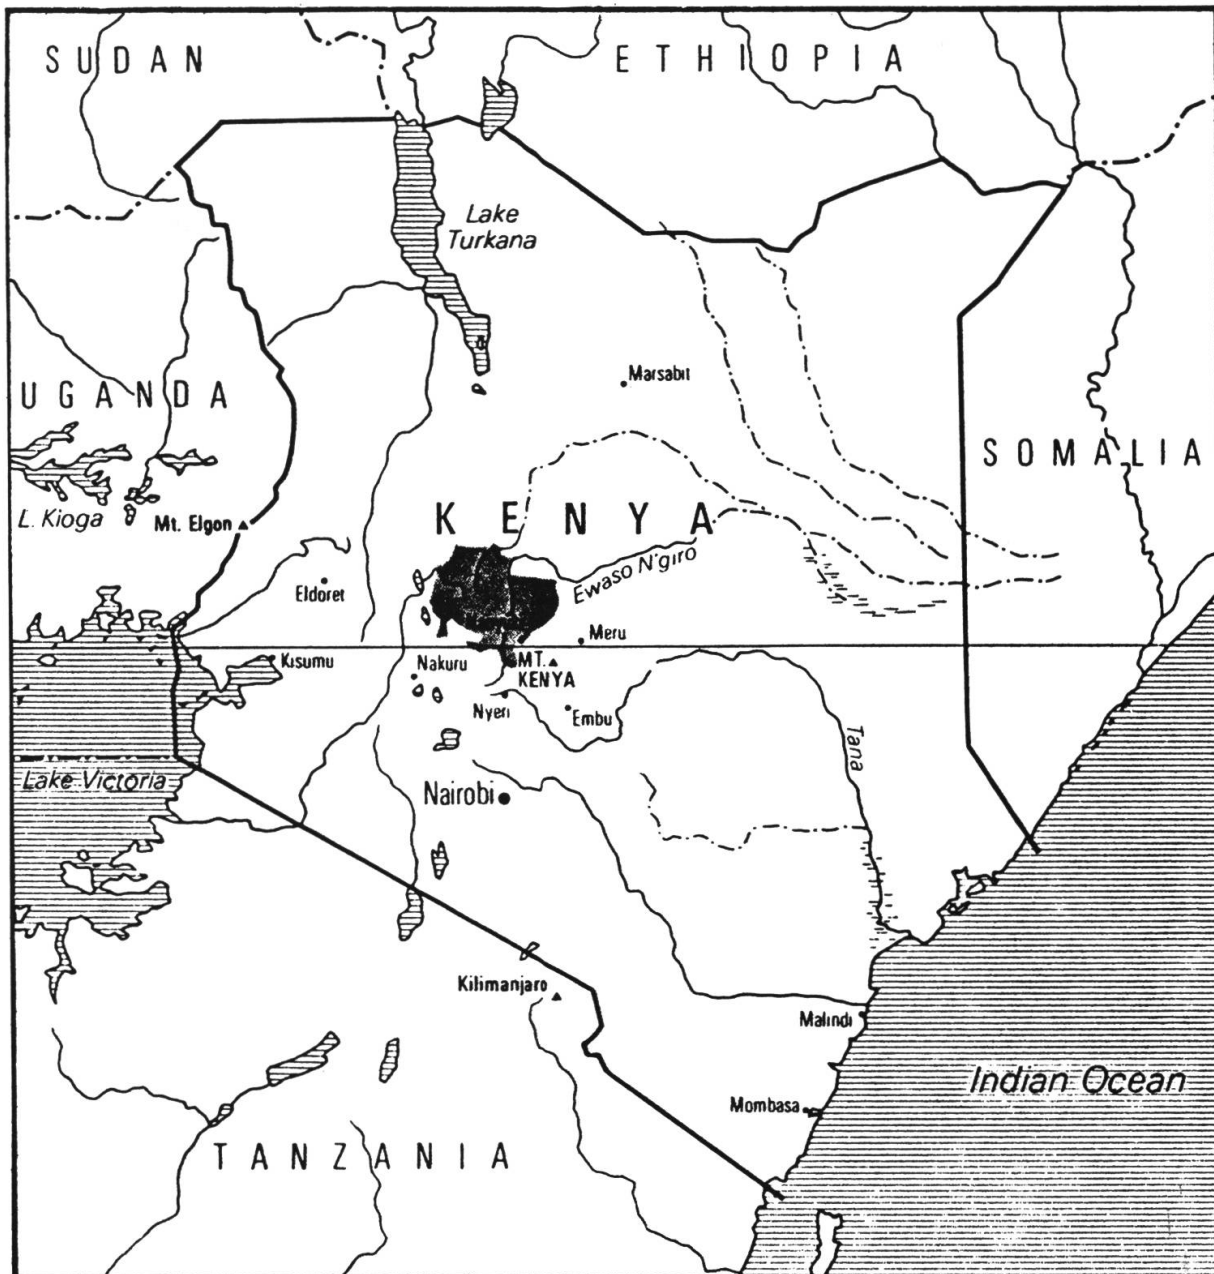 SUDAN
ETHIOPIA
Lake
Turkana
Marsabit
UGANDA
SOMALIA
L. Kioga
Mt. Elgon
KENYA
Ewaso N'giro
Eldoret
Meru
Kisumu
Nakuru
MT.
KENYA
Nyeri
Embu
Tana
Lake Victoria
Nairobi
Kilimanjaro
Malindi
Indian Ocean
Mombasa
TANZANIA